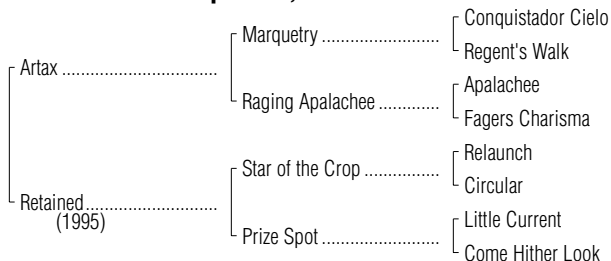 Conquistador Cielo
Marquetry ..........................
Regent's Walk
Artax ..................................
Apalachee
Raging Apalachee .............
Fagers Charisma
Relaunch
Star of the Crop ................
Circular
Retained.............................
(1995)
Little Current
Prize Spot .........................
Come Hither Look